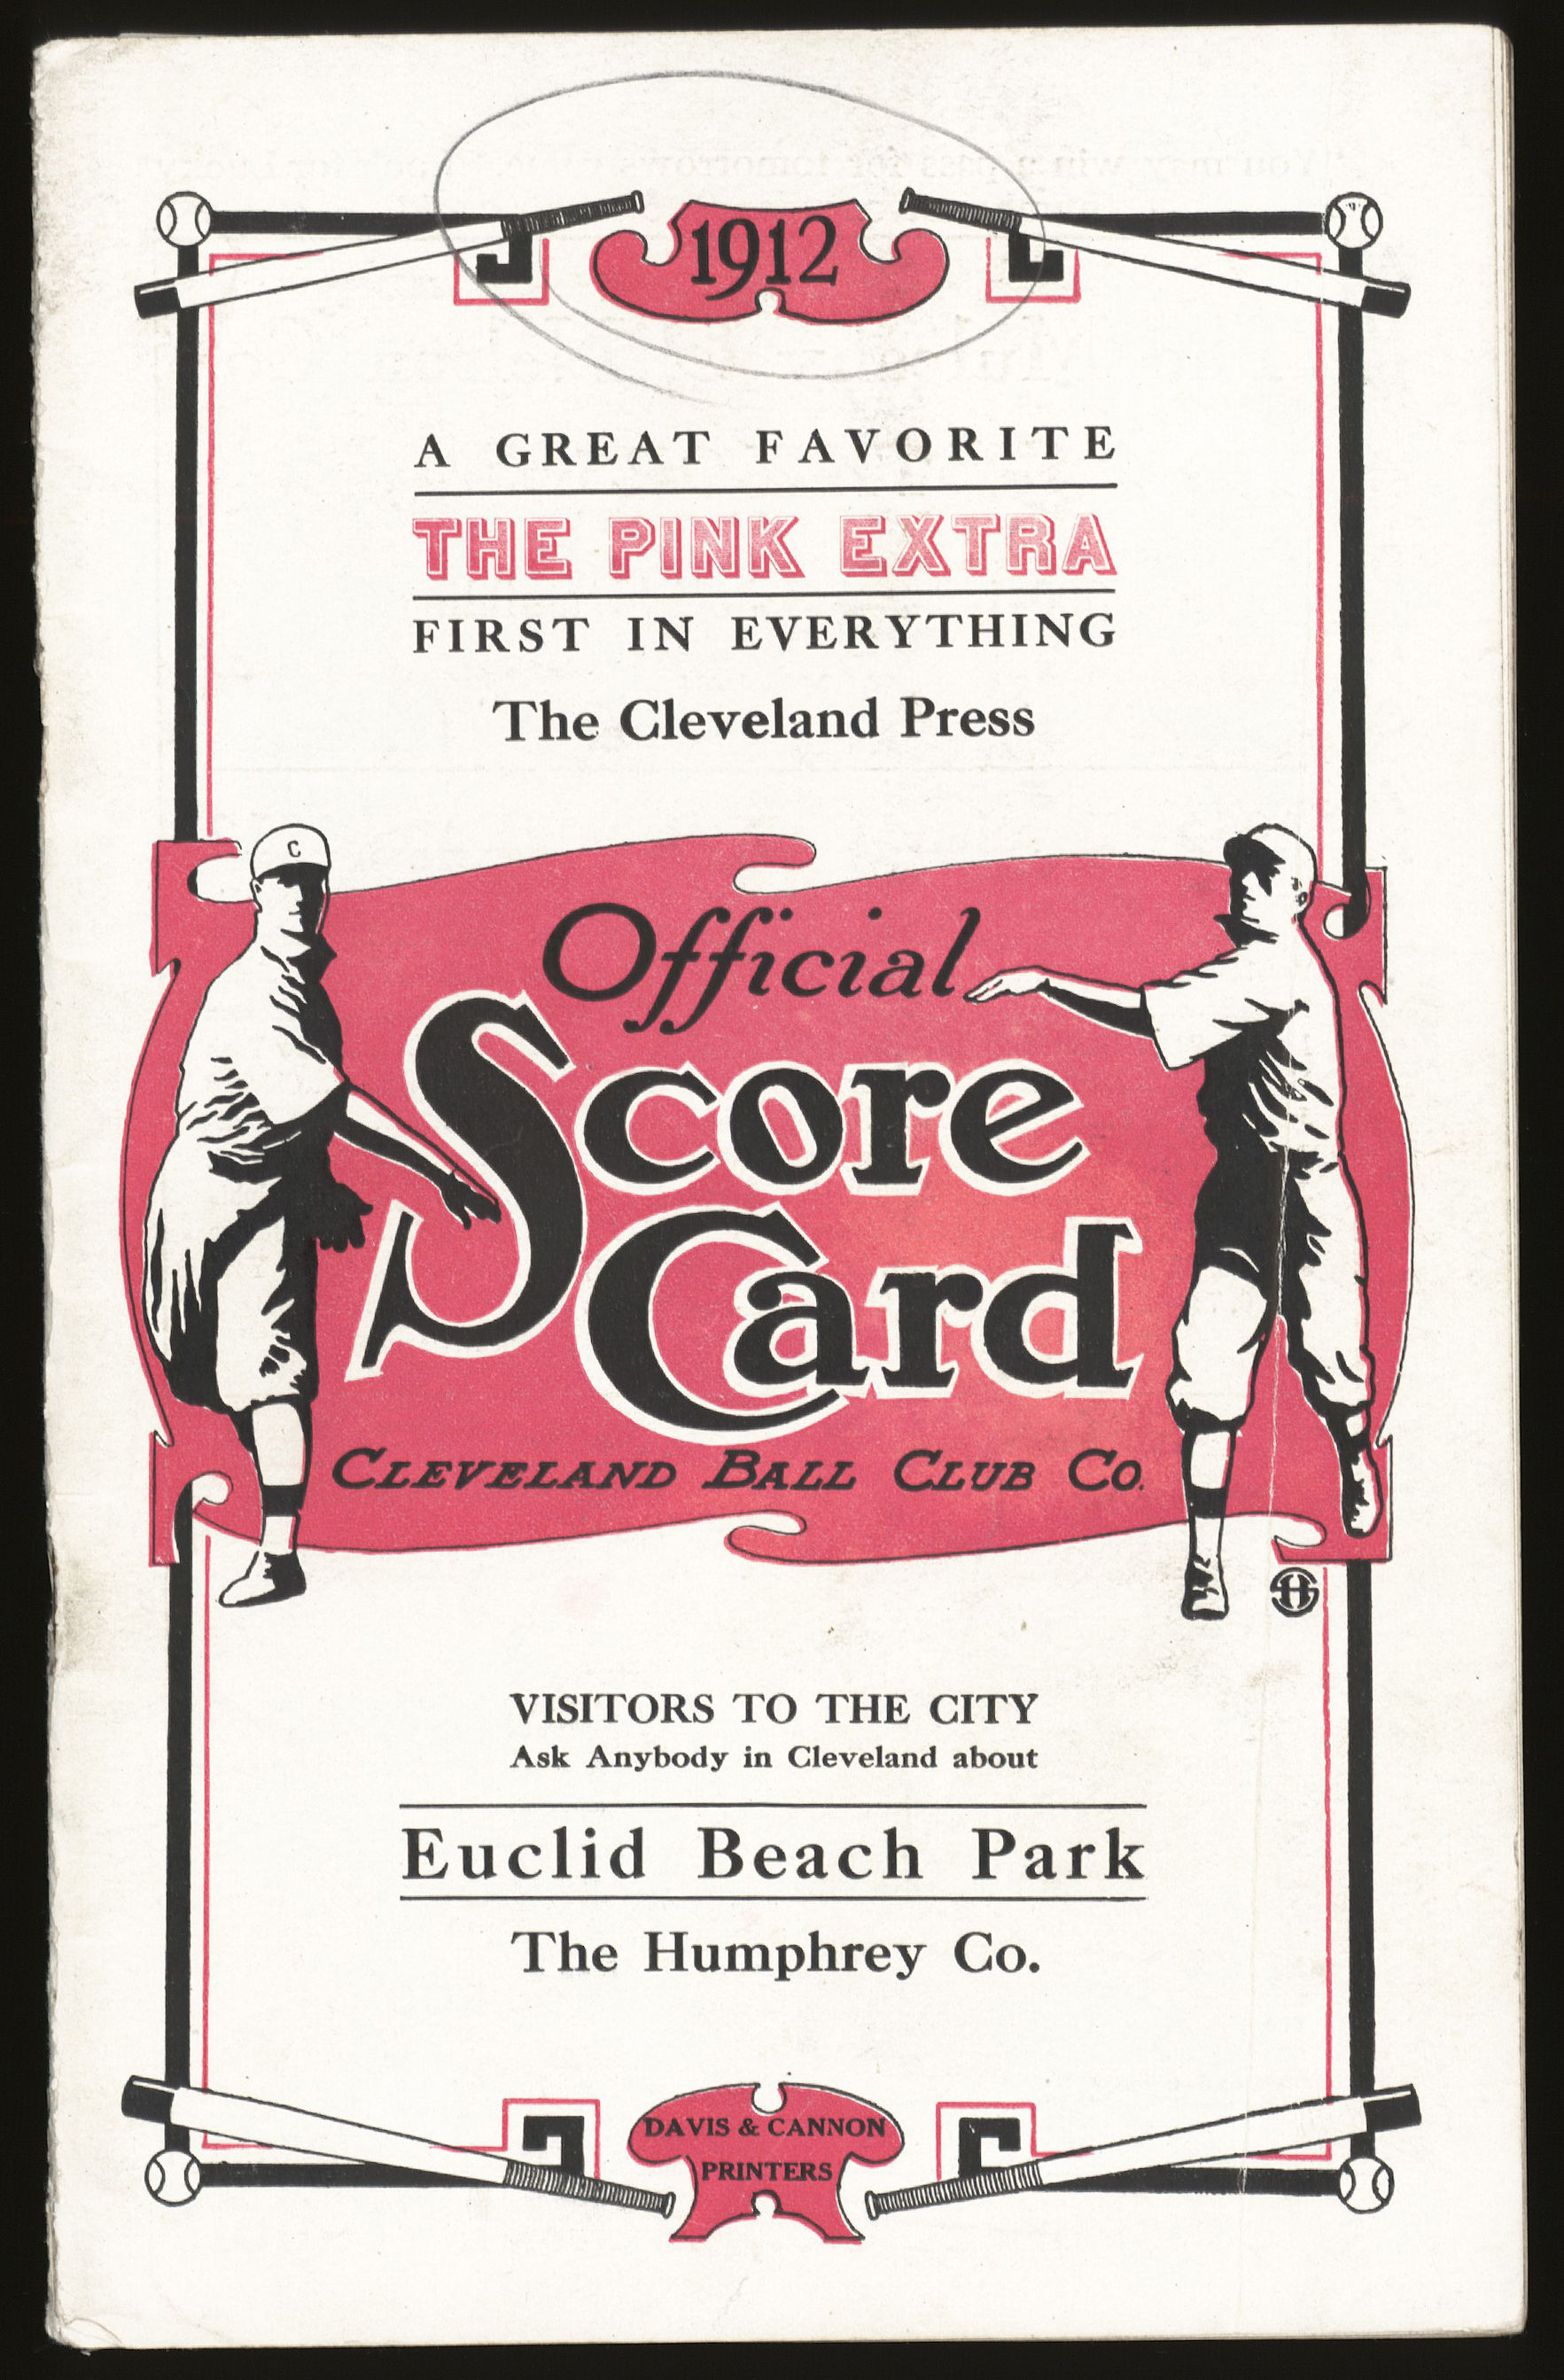 1912
A GREAT FAVORITE
THE PINK EXTRA
FIRST IN EVERYTHING
The Cleveland Press
C
Official
Score
Card
CLEVELAND BALL CLUB CO.
VISITORS TO THE CITY
Ask Anybody in Cleveland about
Euclid Beach Park
The Humphrey Co.
DAVIS & CANNON
PRINTERS